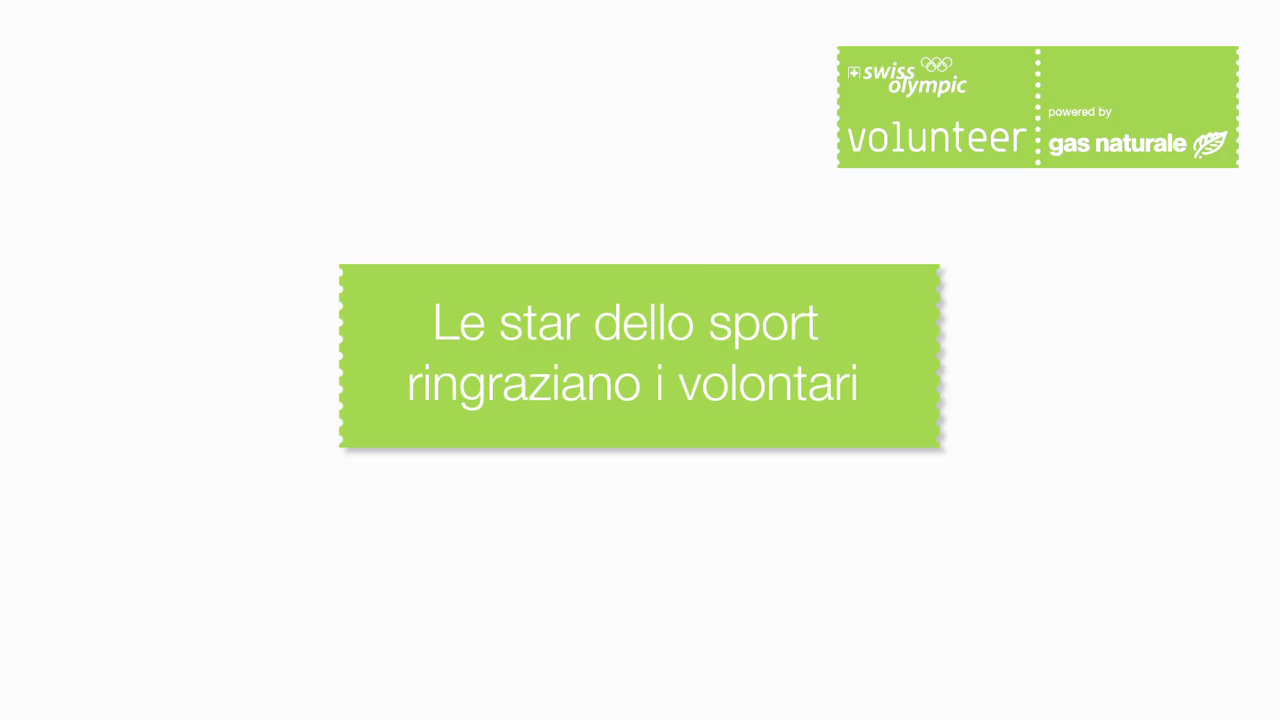 swiss
olympic
volunteer
powered by
gas naturale
Le star dello sport
ringraziano i volontari